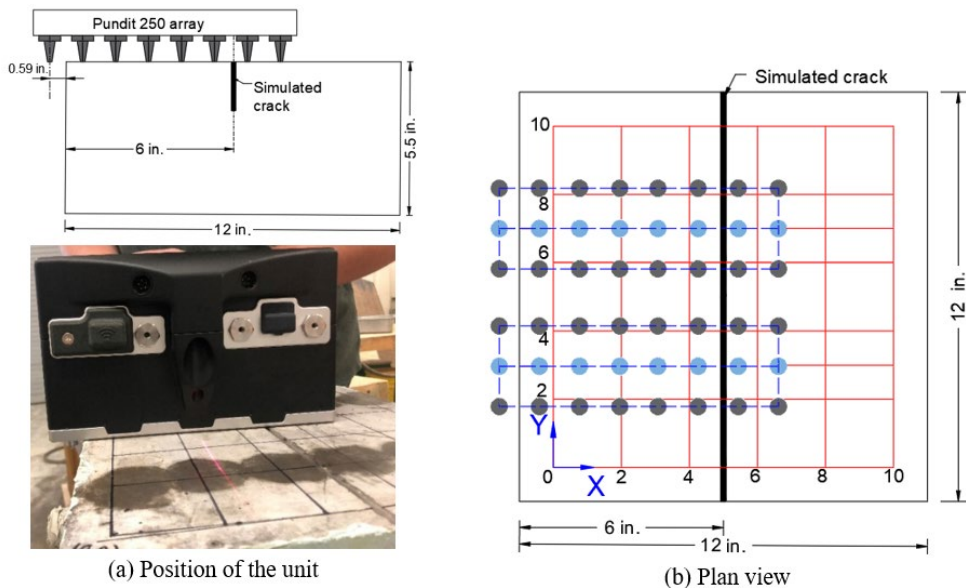 Pundit 250 array
0.59 in.
Simulated
crack
6 in.
5.5 in.
12 in.
(a) Position of the unit
Simulated crack
10
8
6
4
2
Y
0
X
2
4
6
8
10
12 in.
6 in.
12 in.
(b) Plan view